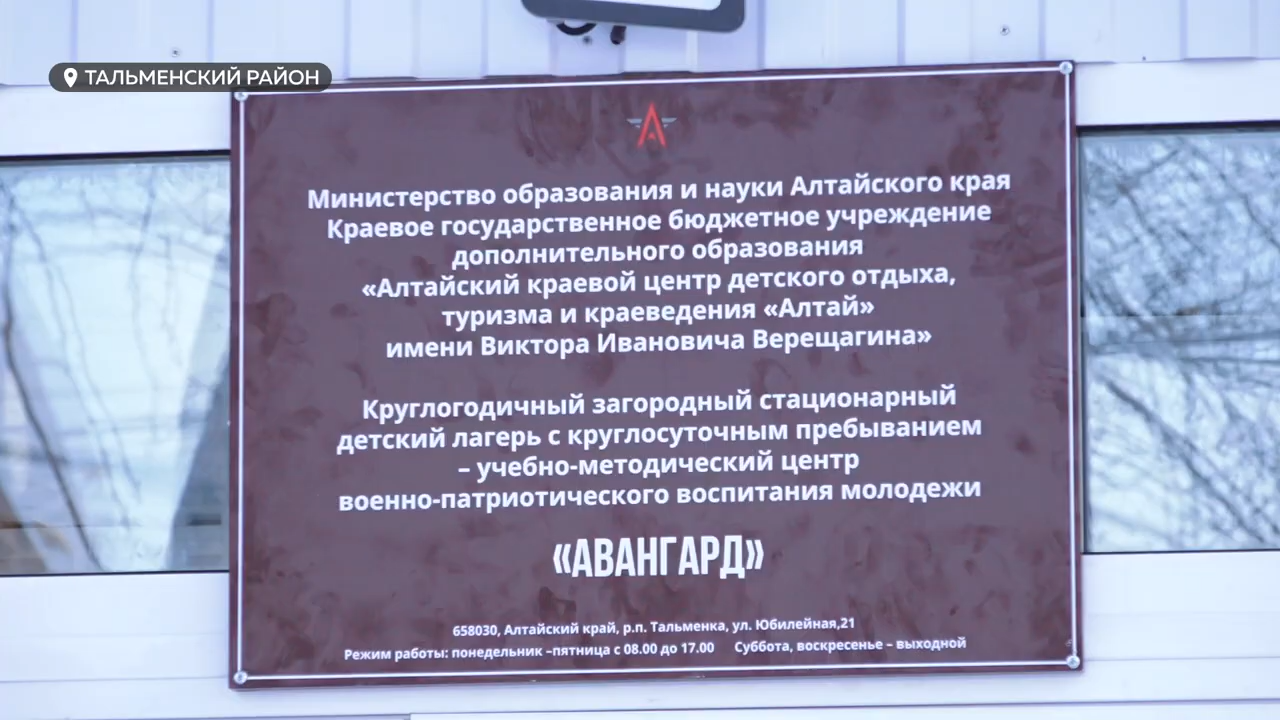 ТАЛЬМЕНСКИЙ РАЙОН
Министерство образования и науки Алтайского края
Краевое государственное бюджетное учреждение
дополнительного образования
«Алтайский краевой центр детского отдыха,
туризма и краеведения «Алтай»
имени Виктора Ивановича Верещагина»
Круглогодичный загородный стационарный
детский лагерь с круглосуточным пребыванием
– учебно-методический центр
военно-патриотического воспитания молодежи
«АВАНГАРД»
658030, Алтайский край, р.п. Тальменка, ул. Юбилейная,21
Режим работы: понедельник –пятница с 08.00 до 17.00 Суббота, воскресенье – выходной